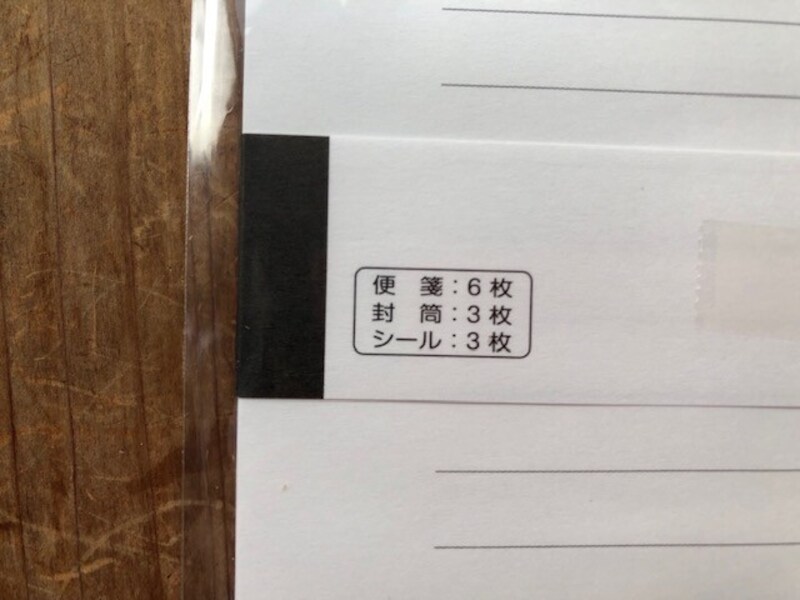 便　箋：6 枚
封　筒：3 枚
シール：3 枚